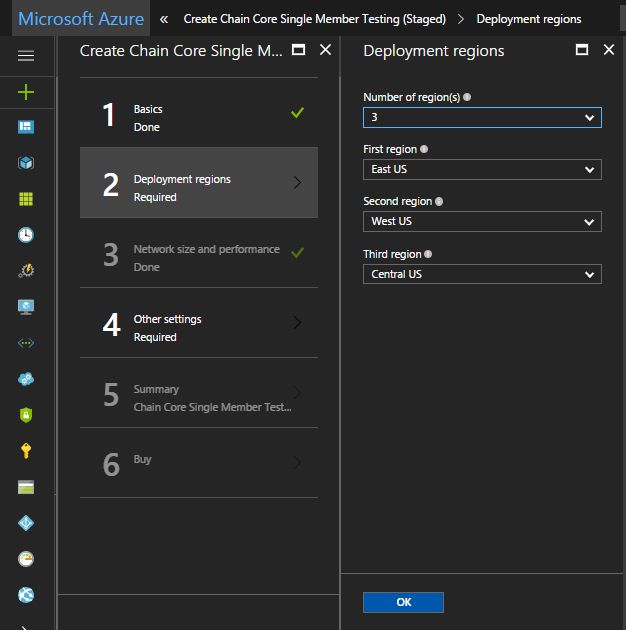 Microsoft Azure « Create Chain Core Single Member Testing (Staged) > Deployment regions
Create Chain Core Single M...
1 Basics
Done
2 Deployment regions
Required
3 Network size and performance
Done
4 Other settings
Required
5 Summary
Chain Core Single Member Test...
6 Buy
Deployment regions
Number of region(s)
3
First region
East US
Second region
West US
Third region
Central US
OK